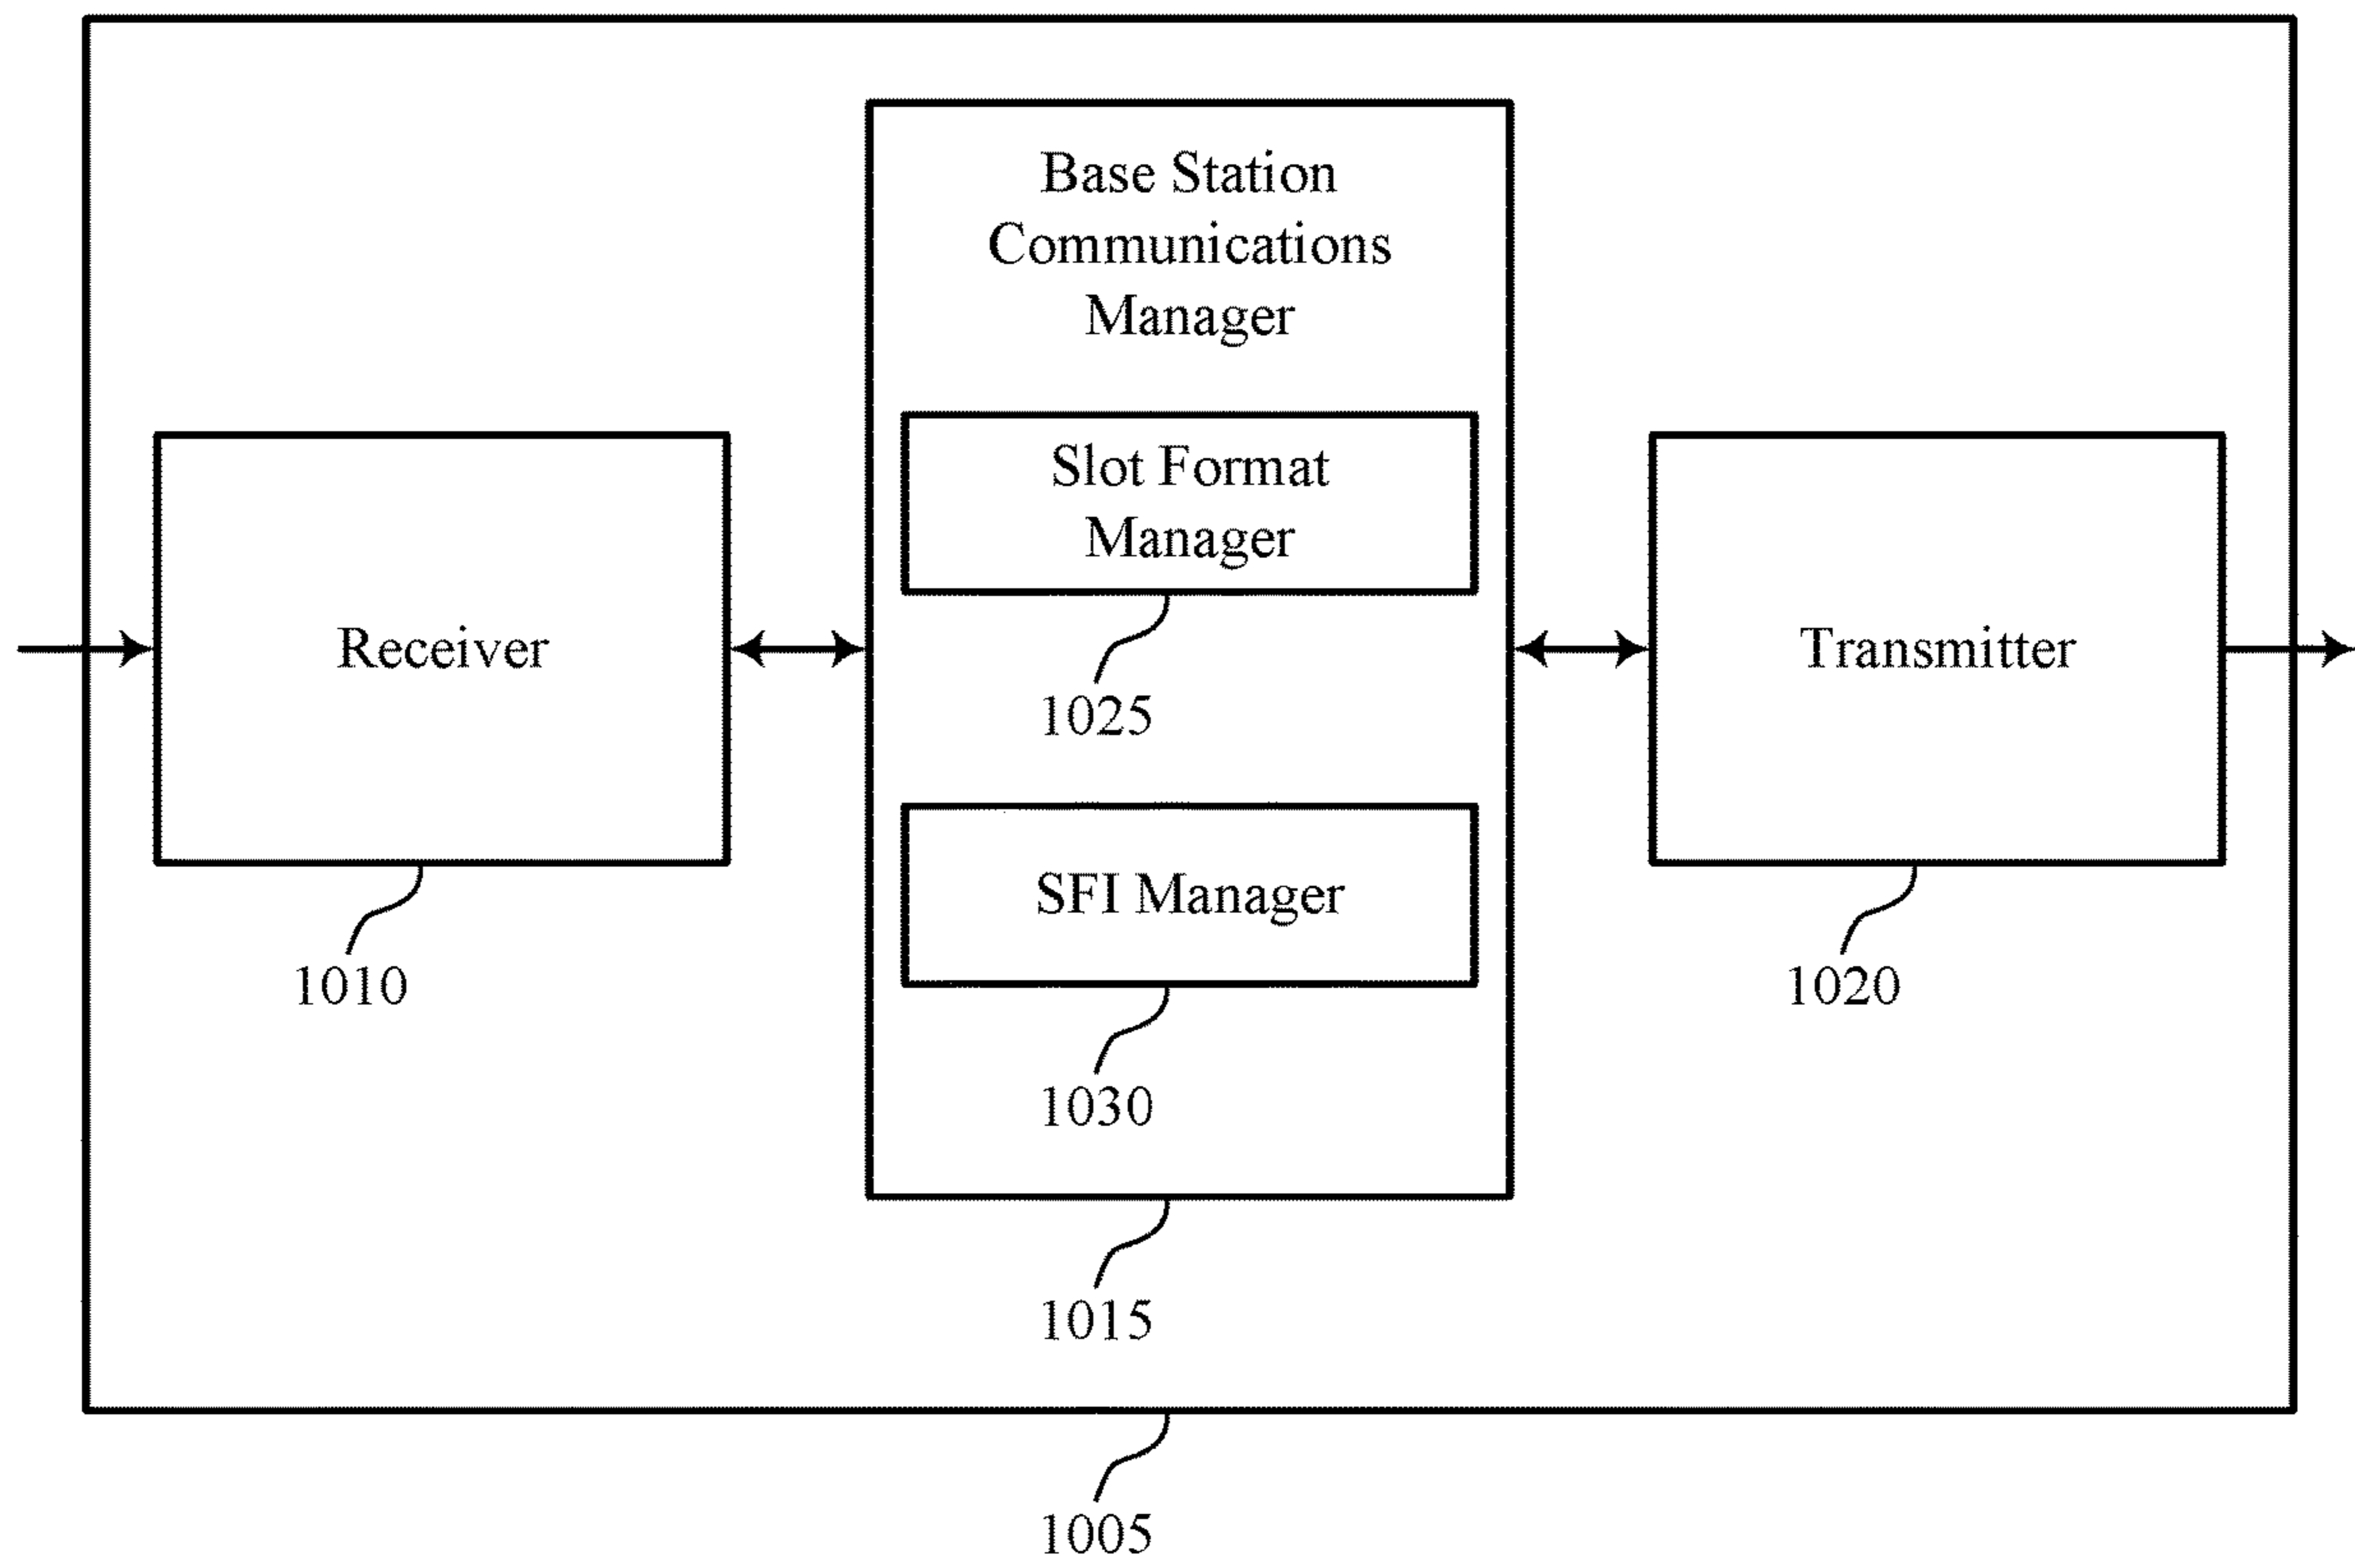 Base Station
Communications
Manager
Slot Format
Manager
1025
Receiver
1010
SFI Manager
1030
Transmitter
1020
1015
1005